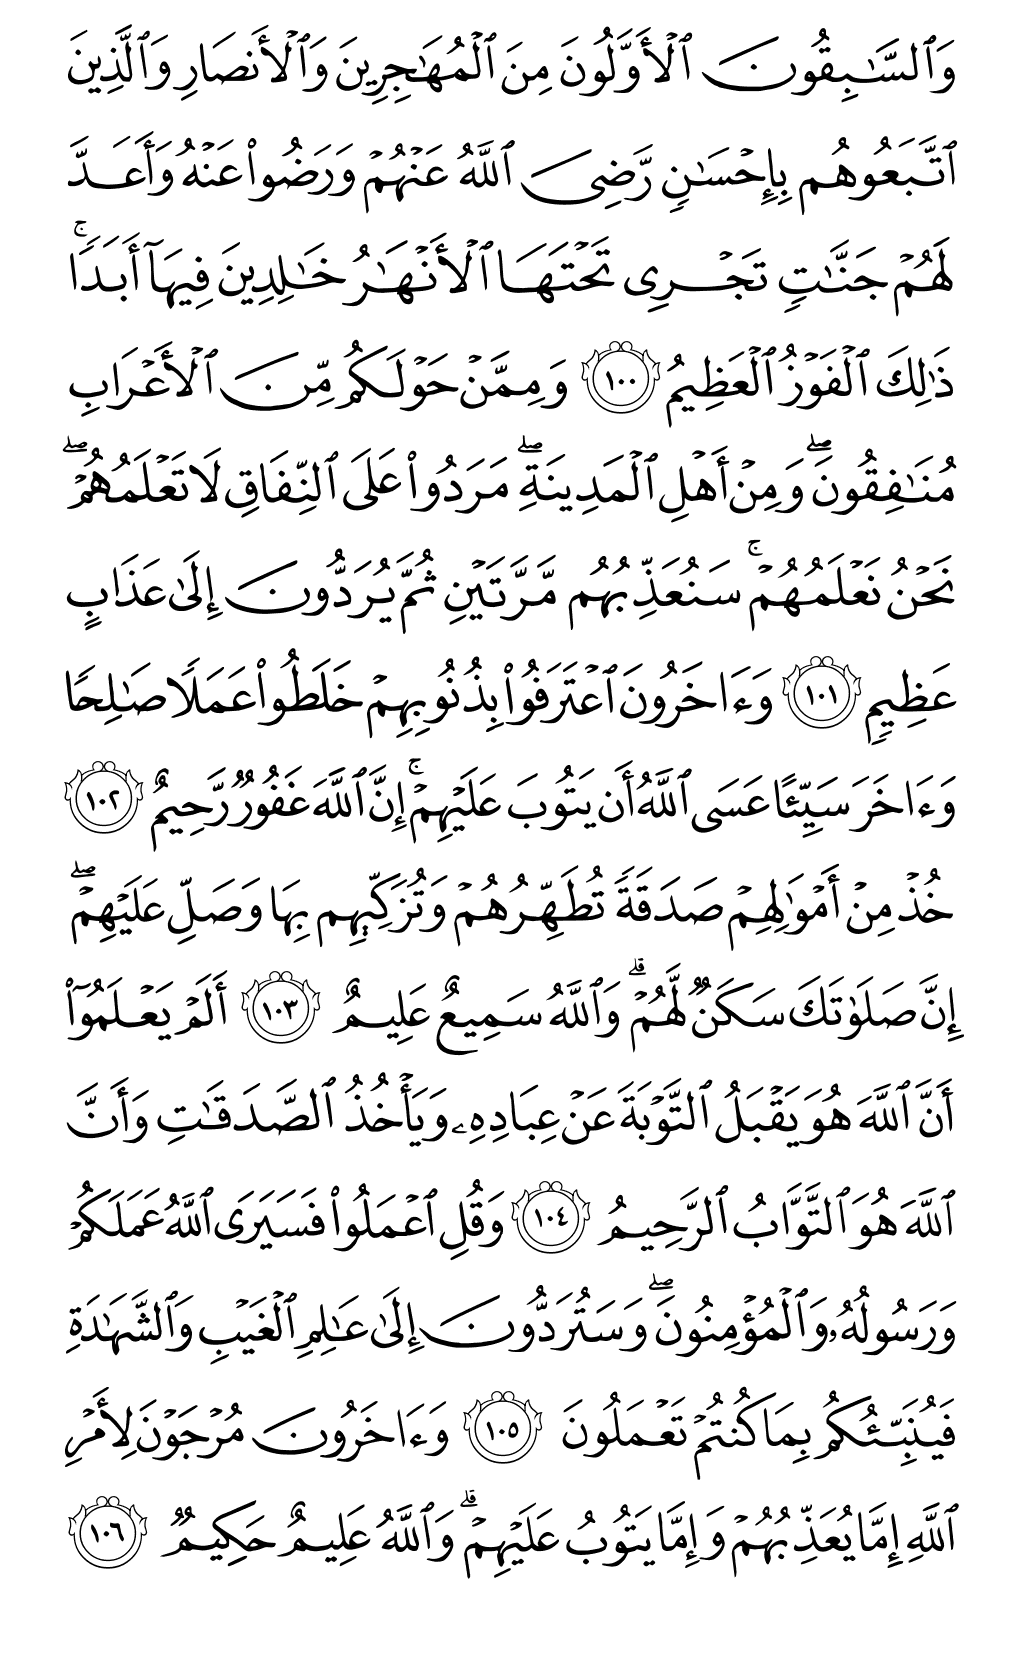 وَٱلسَّٰبِقُونَ ٱلْأَوَّلُونَ مِنَ ٱلْمُهَٰجِرِينَ وَٱلْأَنصَارِ وَٱلَّذِينَ
ٱتَّبَعُوهُم بِإِحْسَٰنٍ رَّضِىَ ٱللَّهُ عَنْهُمْ وَرَضُوا۟ عَنْهُ وَأَعَدَّ
لَهُمْ جَنَّٰتٍ تَجْرِى تَحْتَهَا ٱلْأَنْهَٰرُ خَٰلِدِينَ فِيهَآ أَبَدًا ۚ
ذَٰلِكَ ٱلْفَوْزُ ٱلْعَظِيمُ ١٠٠ وَمِمَّنْ حَوْلَكُم مِّنَ ٱلْأَعْرَابِ
مُنَٰفِقُونَ ۖ وَمِنْ أَهْلِ ٱلْمَدِينَةِ ۖ مَرَدُوا۟ عَلَى ٱلنِّفَاقِ لَا تَعْلَمُهُمْ ۖ
نَحْنُ نَعْلَمُهُمْ ۚ سَنُعَذِّبُهُم مَّرَّتَيْنِ ثُمَّ يُرَدُّونَ إِلَىٰ عَذَابٍ
عَظِيمٍ ١٠١ وَءَاخَرُونَ ٱعْتَرَفُوا۟ بِذُنُوبِهِمْ خَلَطُوا۟ عَمَلًا صَٰلِحًا
وَءَاخَرَ سَيِّئًا عَسَى ٱللَّهُ أَن يَتُوبَ عَلَيْهِمْ ۚ إِنَّ ٱللَّهَ غَفُورٌ رَّحِيمٌ ١٠٢
خُذْ مِنْ أَمْوَٰلِهِمْ صَدَقَةً تُطَهِّرُهُمْ وَتُزَكِّيهِم بِهَا وَصَلِّ عَلَيْهِمْ ۖ
إِنَّ صَلَوٰتَكَ سَكَنٌ لَّهُمْ ۗ وَٱللَّهُ سَمِيعٌ عَلِيمٌ ١٠٣ أَلَمْ يَعْلَمُوٓا۟
أَنَّ ٱللَّهَ هُوَ يَقْبَلُ ٱلتَّوْبَةَ عَنْ عِبَادِهِۦ وَيَأْخُذُ ٱلصَّدَقَٰتِ وَأَنَّ
ٱللَّهَ هُوَ ٱلتَّوَّابُ ٱلرَّحِيمُ ١٠٤ وَقُلِ ٱعْمَلُوا۟ فَسَيَرَى ٱللَّهُ عَمَلَكُمْ
وَرَسُولُهُۥ وَٱلْمُؤْمِنُونَ ۖ وَسَتُرَدُّونَ إِلَىٰ عَٰلِمِ ٱلْغَيْبِ وَٱلشَّهَٰدَةِ
فَيُنَبِّئُكُم بِمَا كُنتُمْ تَعْمَلُونَ ١٠٥ وَءَاخَرُونَ مُرْجَوْنَ لِأَمْرِ
ٱللَّهِ إِمَّا يُعَذِّبُهُمْ وَإِمَّا يَتُوبُ عَلَيْهِمْ ۗ وَٱللَّهُ عَلِيمٌ حَكِيمٌ ١٠٦